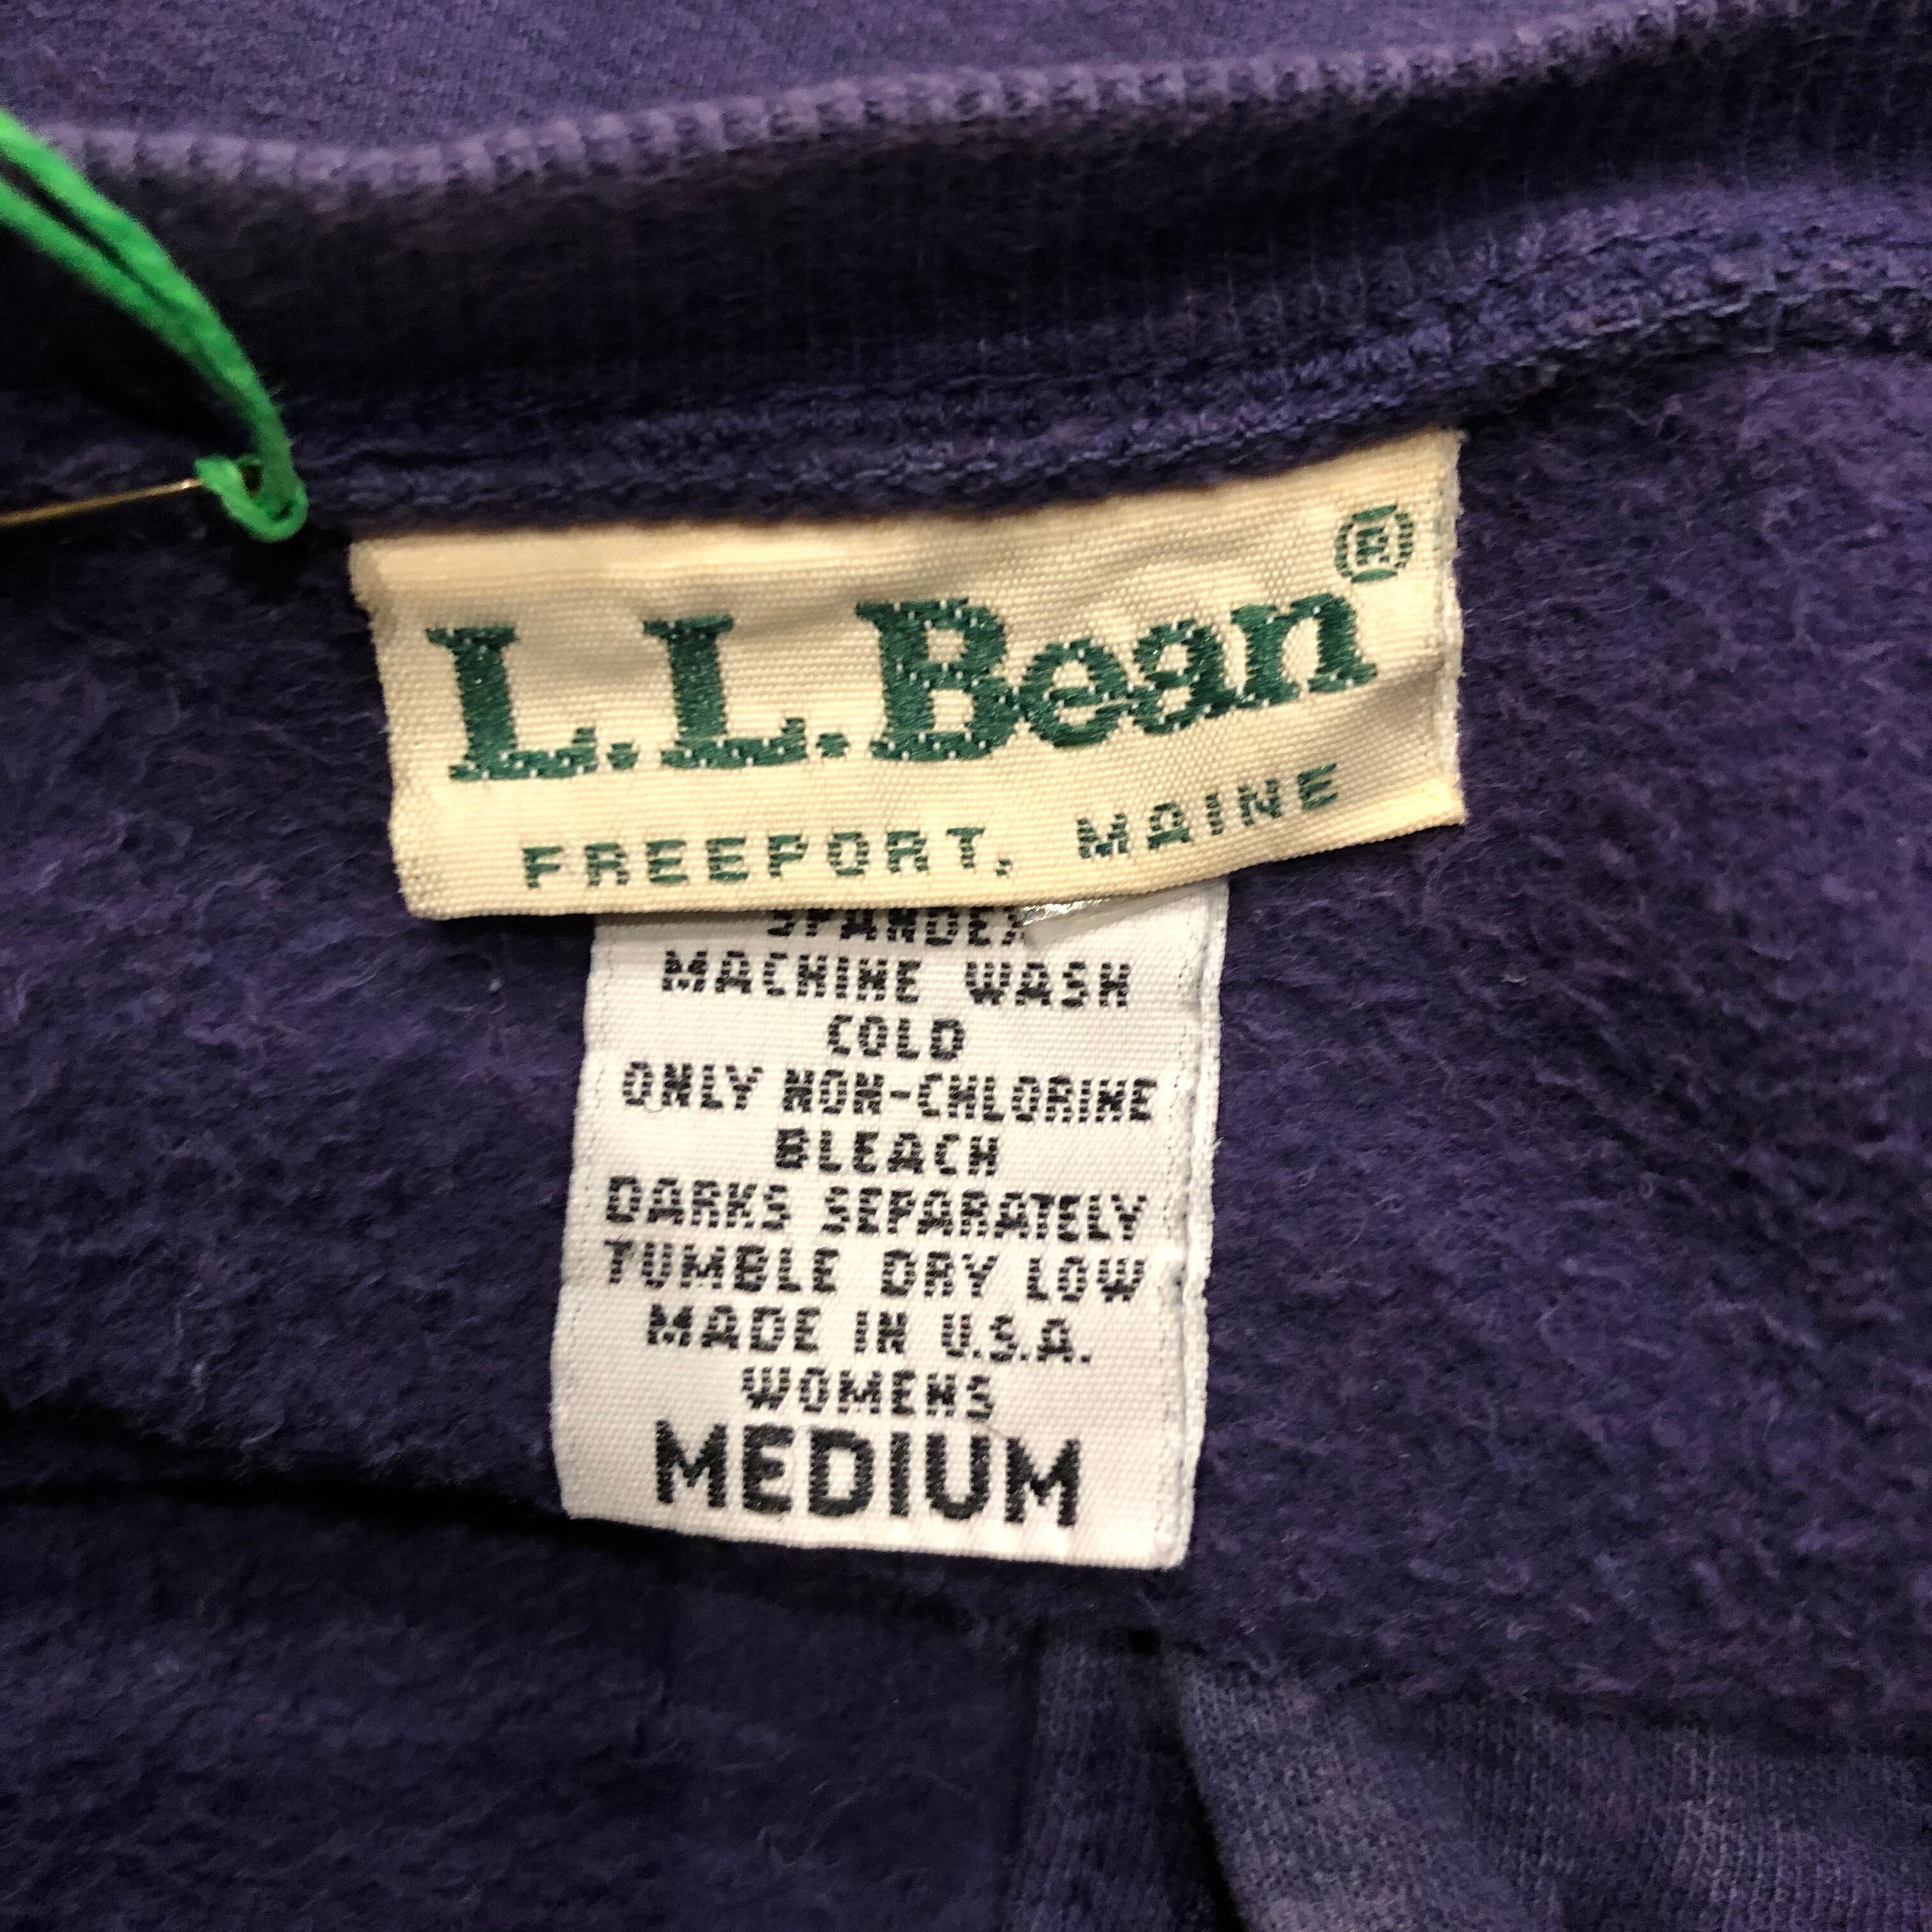 L.L.Bean®
FREEPORT, MAINE
SPANDEX
MACHINE WASH
COLD
ONLY NON-CHLORINE
BLEACH
DARKS SEPARATELY
TUMBLE DRY LOW
MADE IN U.S.A.
WOMENS
MEDIUM